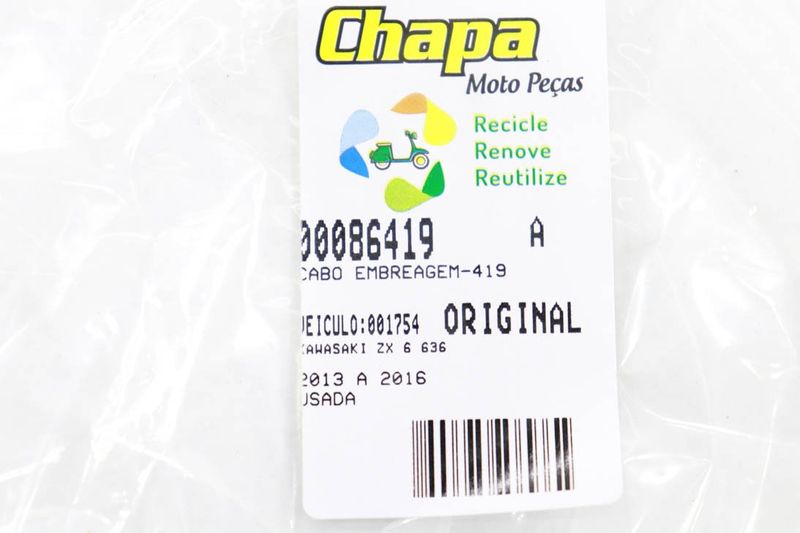 Chapa
Moto Peças
Recicle
Renove
Reutilize
00086419 A
CABO EMBREAGEM-419
VEICULO:001754 ORIGINAL
KAWASAKI ZX 6 636
2013 A 2016
USADA